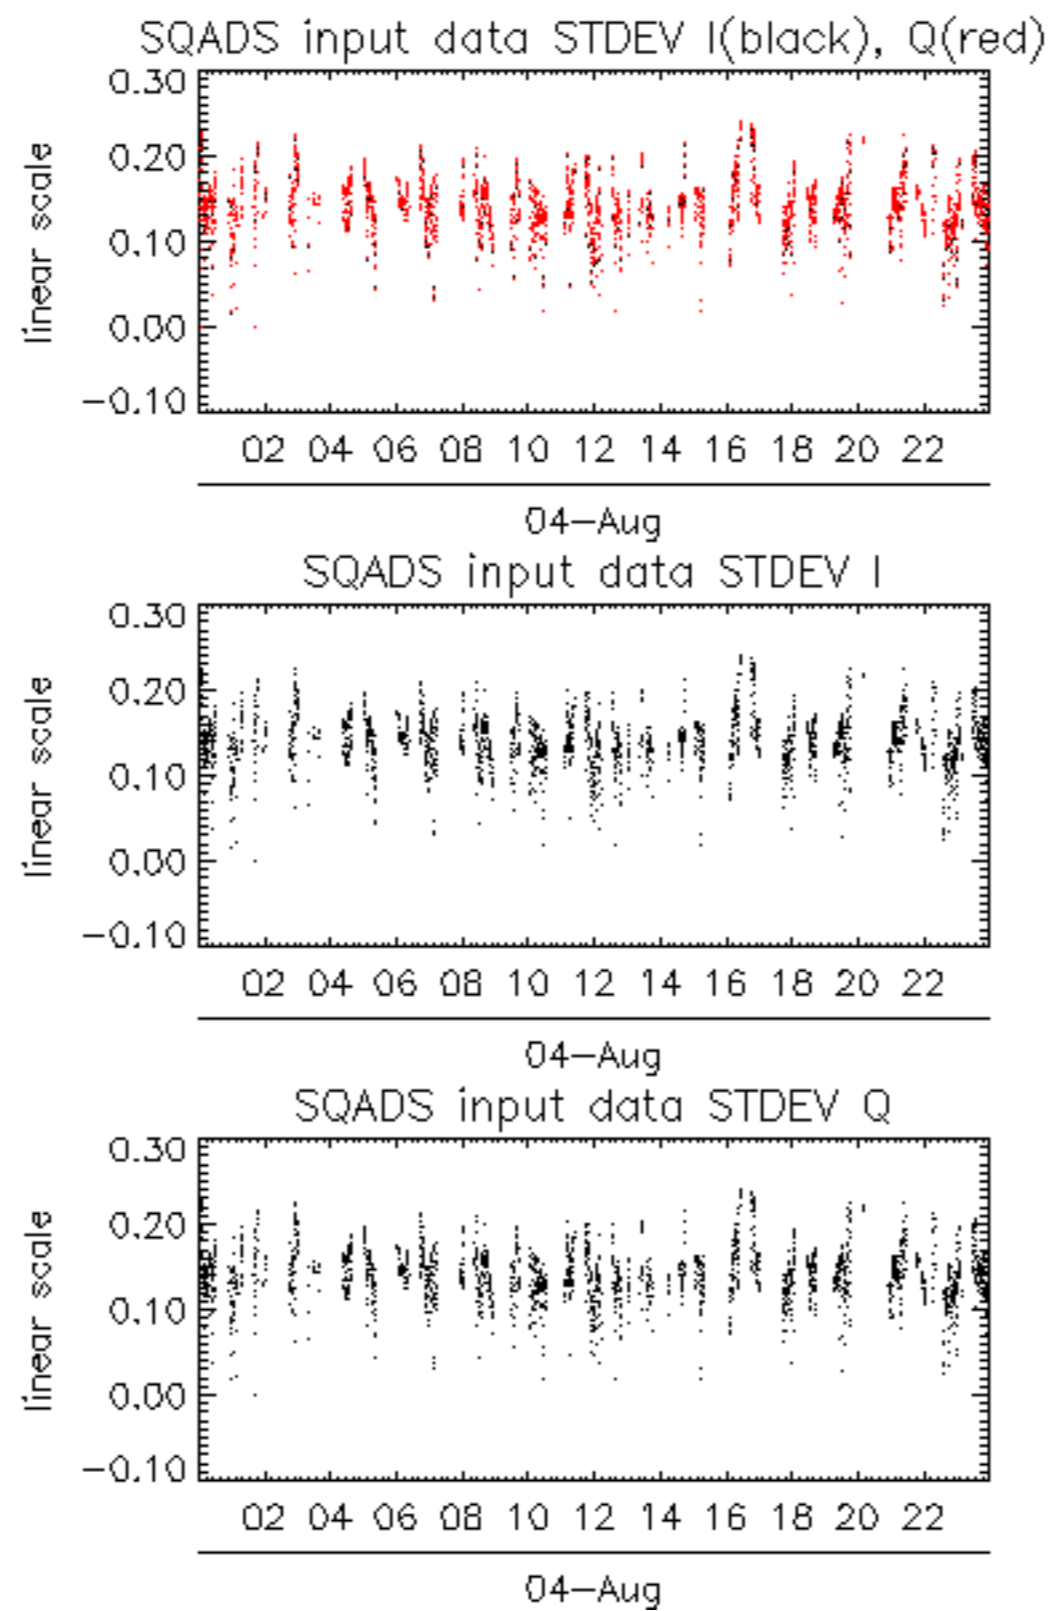 SQADS input data STDEV I(black), Q(red)
0.30
0.20
0.10
0.00
−0.10
linear scale
02 04 06 08 10 12 14 16 18 20 22
04−Aug
SQADS input data STDEV I
0.30
0.20
0.10
0.00
−0.10
linear scale
02 04 06 08 10 12 14 16 18 20 22
04−Aug
SQADS input data STDEV Q
0.30
0.20
0.10
0.00
−0.10
linear scale
02 04 06 08 10 12 14 16 18 20 22
04−Aug